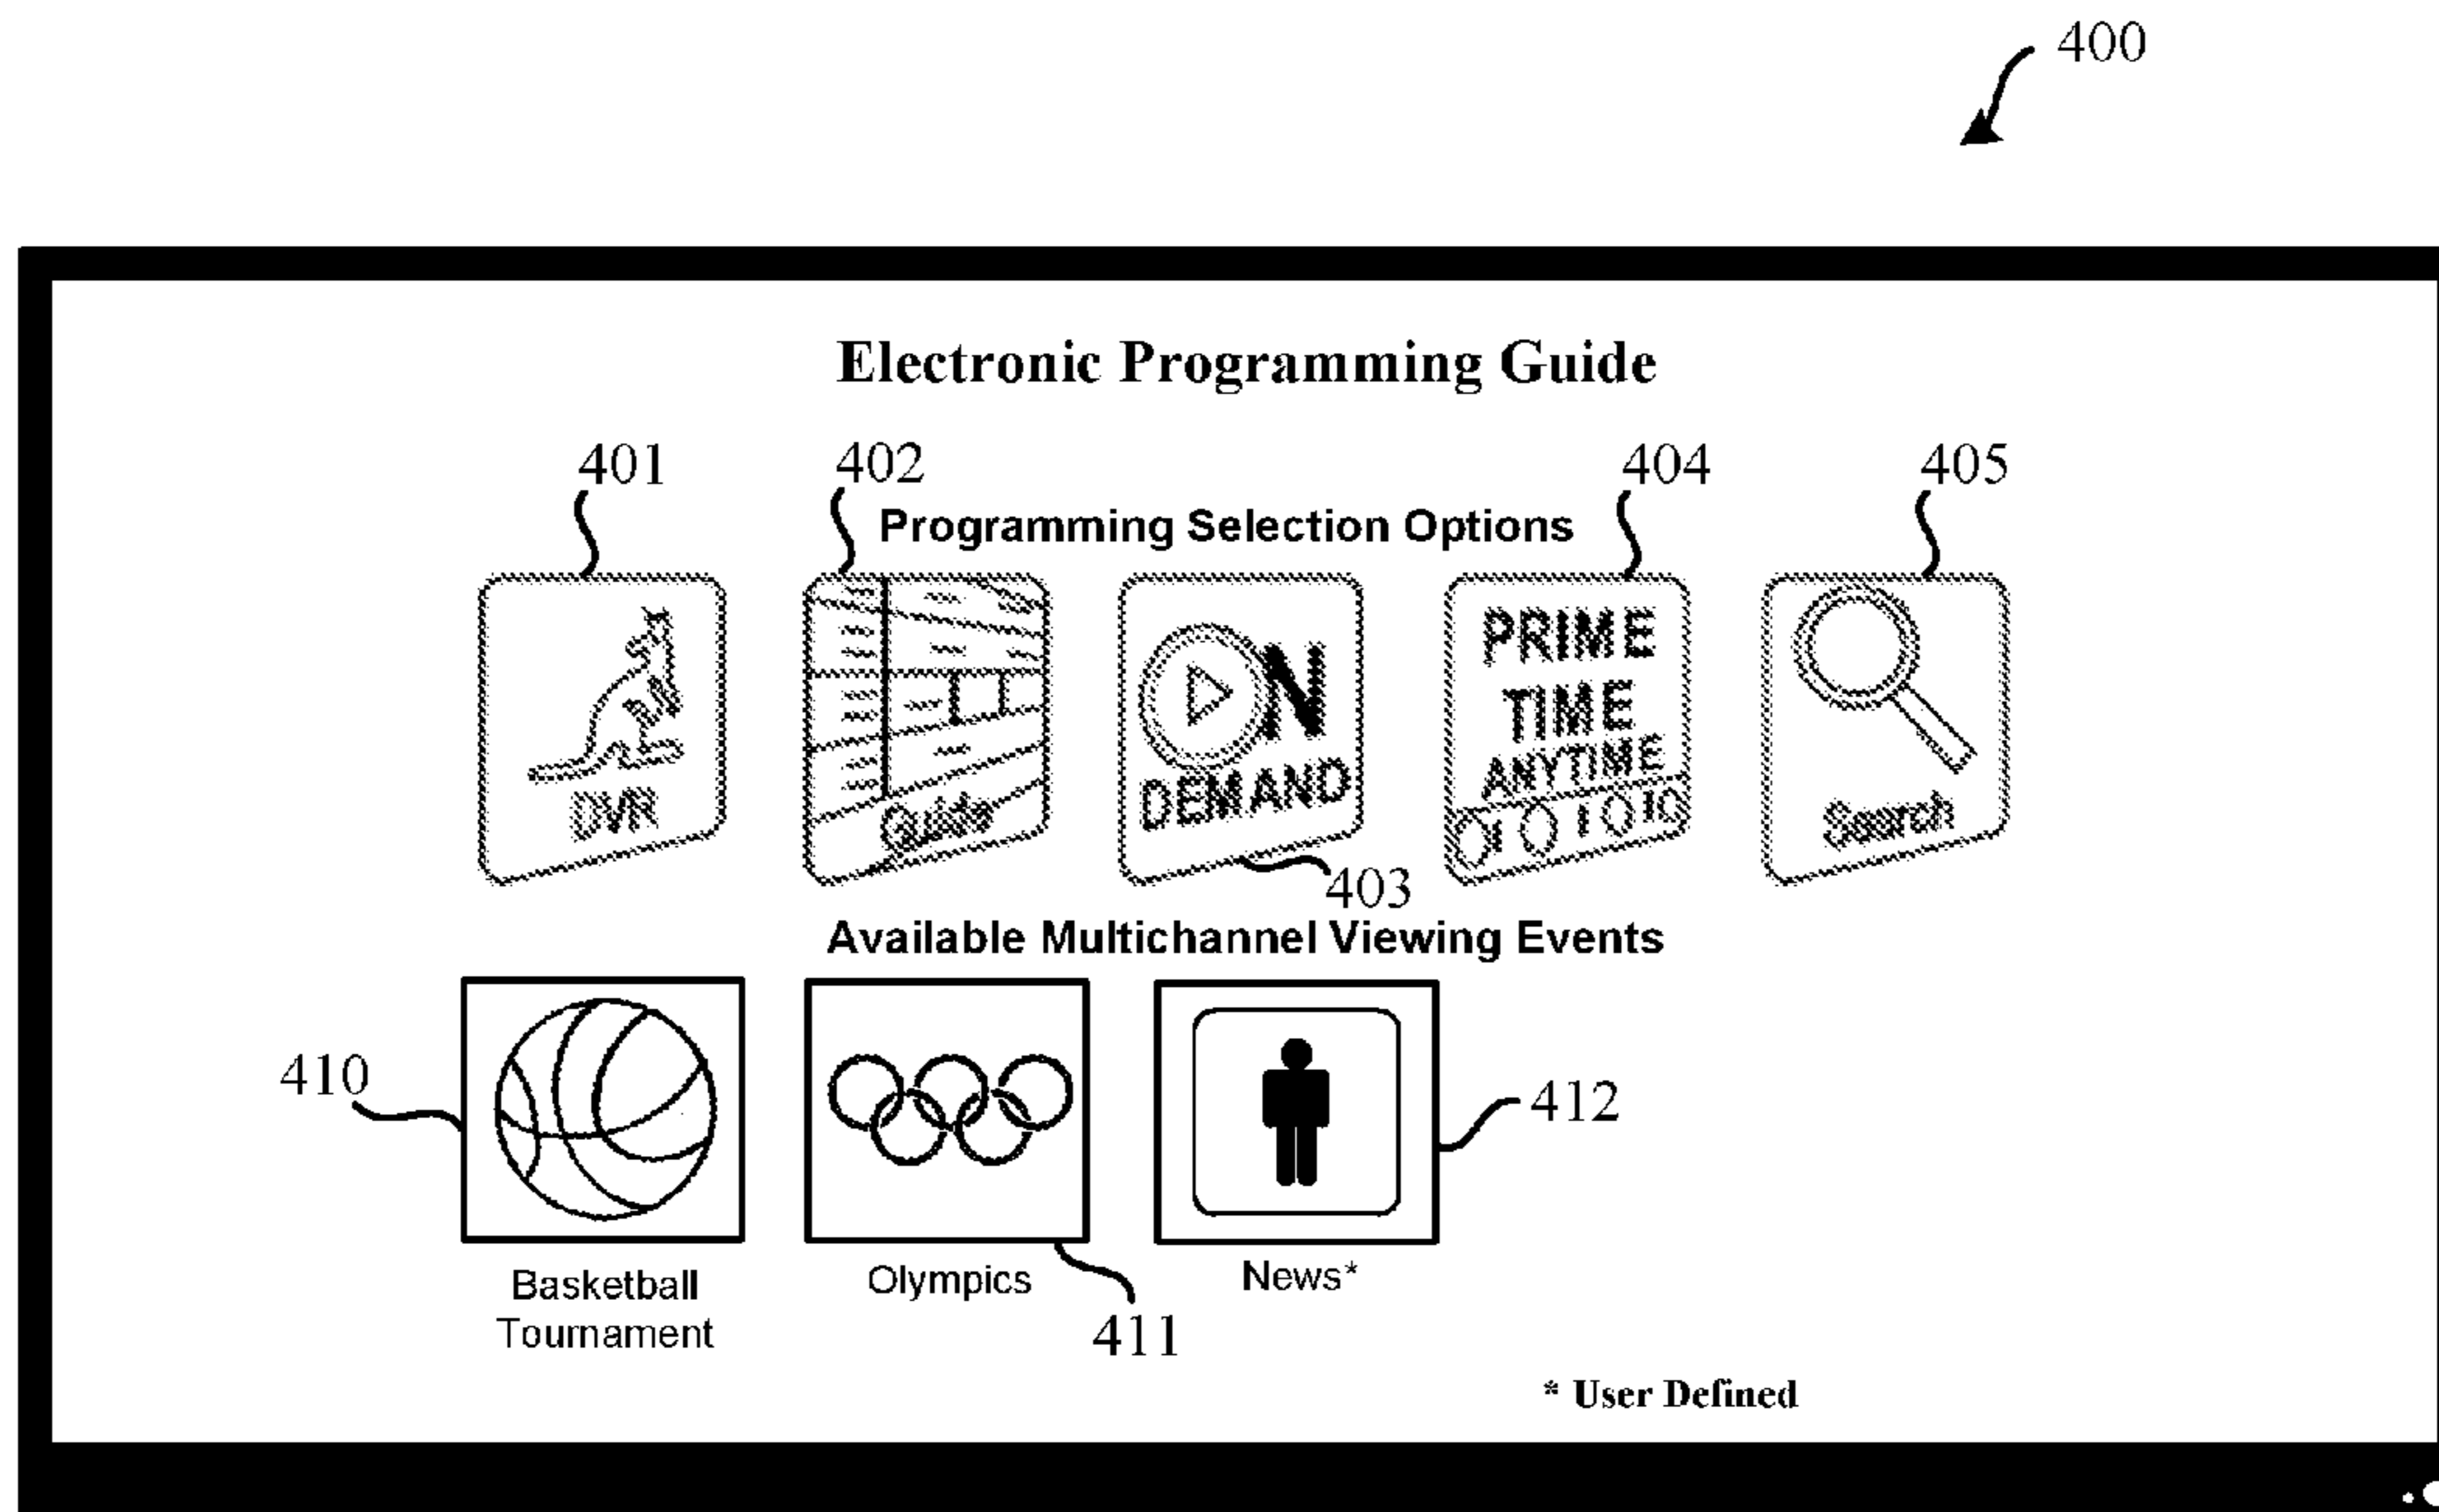 400
Electronic Programming Guide
401
402
404
405
Programming Selection Options
DVR
Guide
ON
DEMAND
PRIME
TIME
ANYTIME
Search
403
Available Multichannel Viewing Events
410
412
Basketball
Tournament
Olympics
News*
411
* User Defined